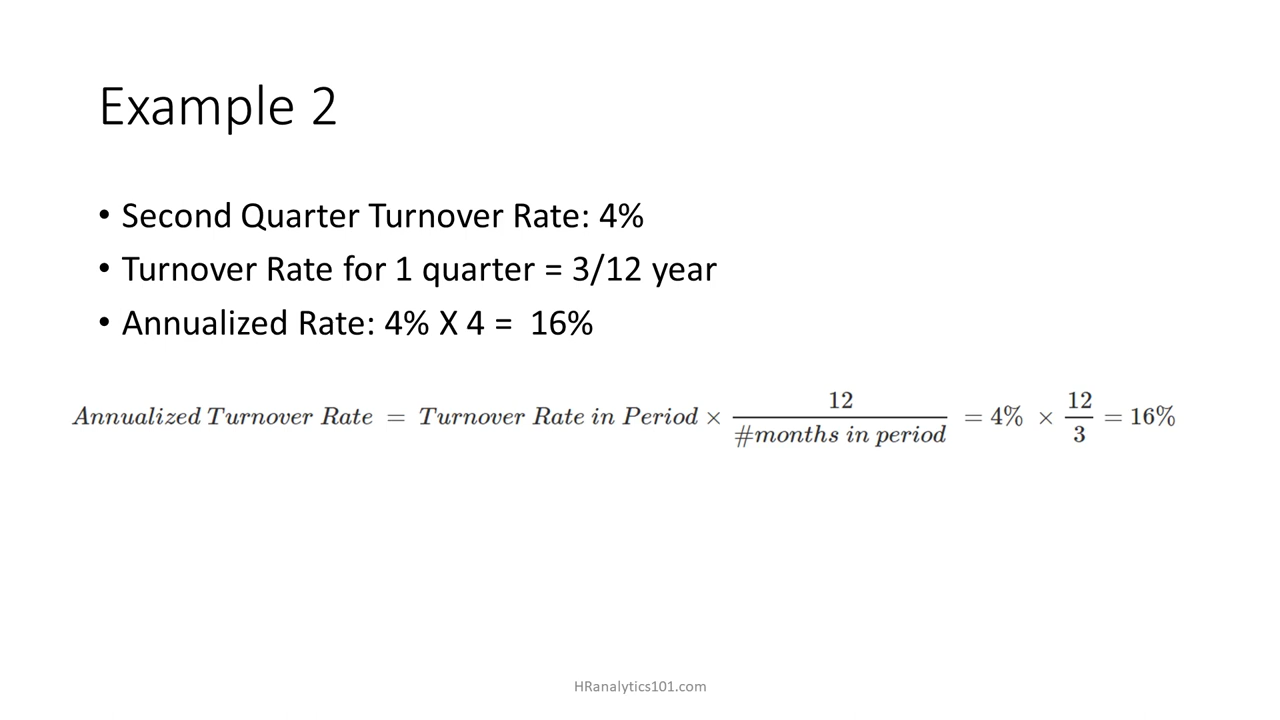 Example 2
• Second Quarter Turnover Rate: 4%
• Turnover Rate for 1 quarter = 3/12 year
• Annualized Rate: 4% X 4 = 16%
Annualized Turnover Rate = Turnover Rate in Period × 12 / #months in period = 4% × 12 / 3 = 16%
HRanalytics101.com